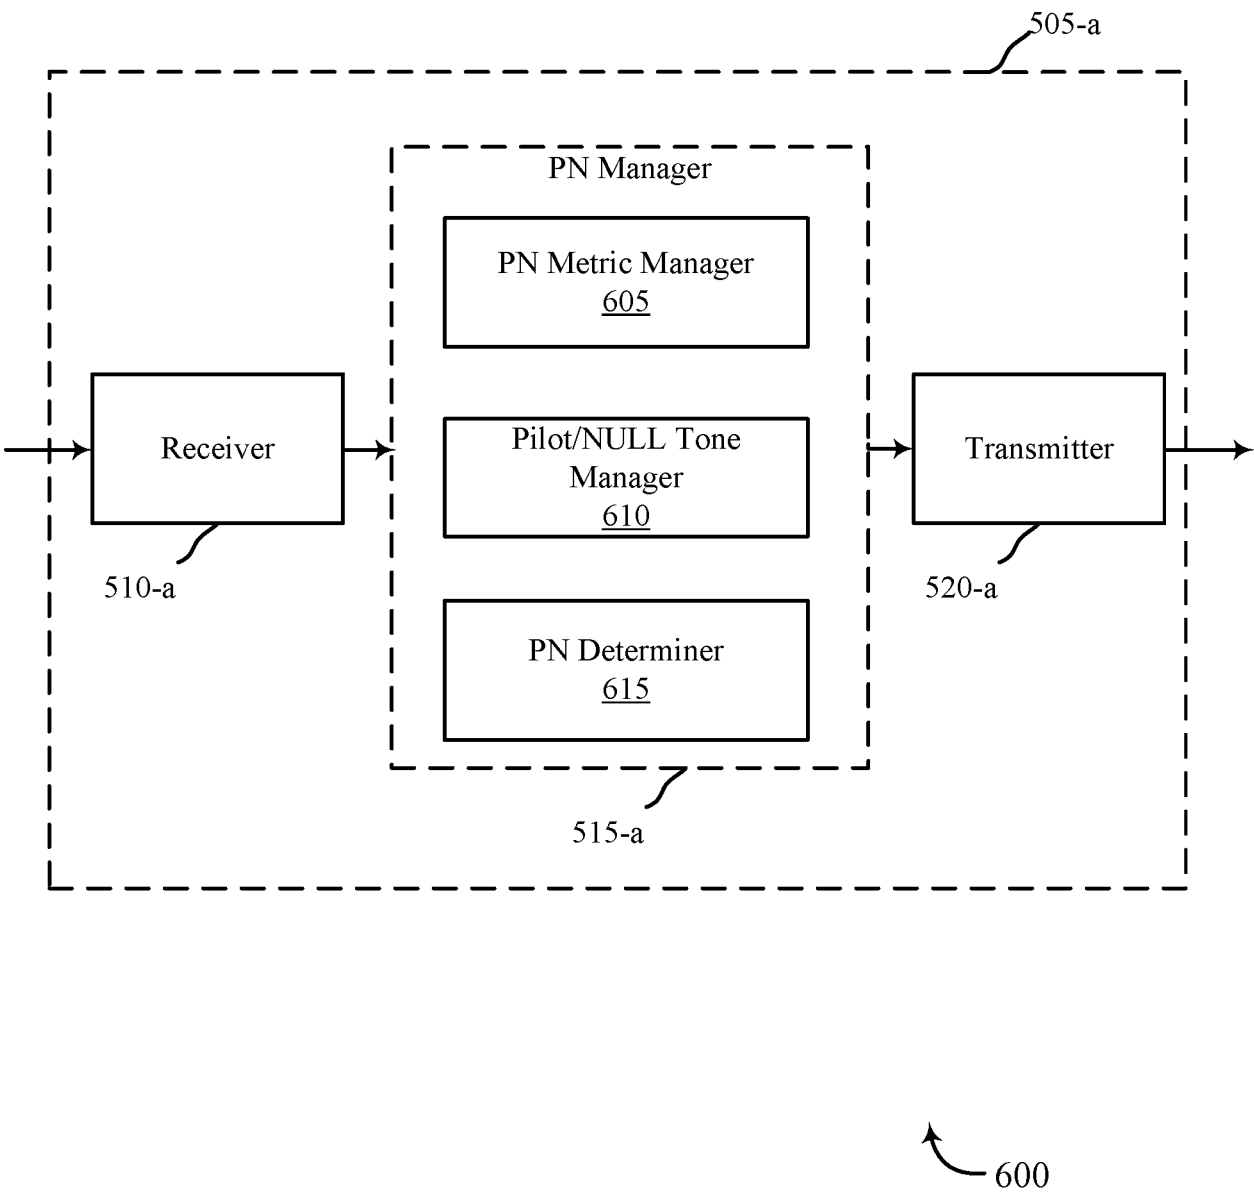 505-a
PN Manager
PN Metric Manager
605
Receiver
510-a
Pilot/NULL Tone
Manager
610
Transmitter
520-a
PN Determiner
615
515-a
600